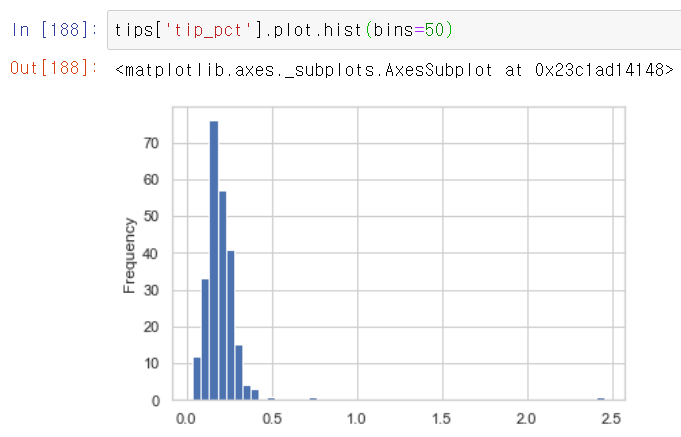 In [188]: tips['tip_pct'].plot.hist(bins=50)
Out[188]: <matplotlib.axes._subplots.AxesSubplot at 0x23c1ad14148>
70
60
50
40
30
20
10
0
Frequency
0.0 0.5 1.0 1.5 2.0 2.5